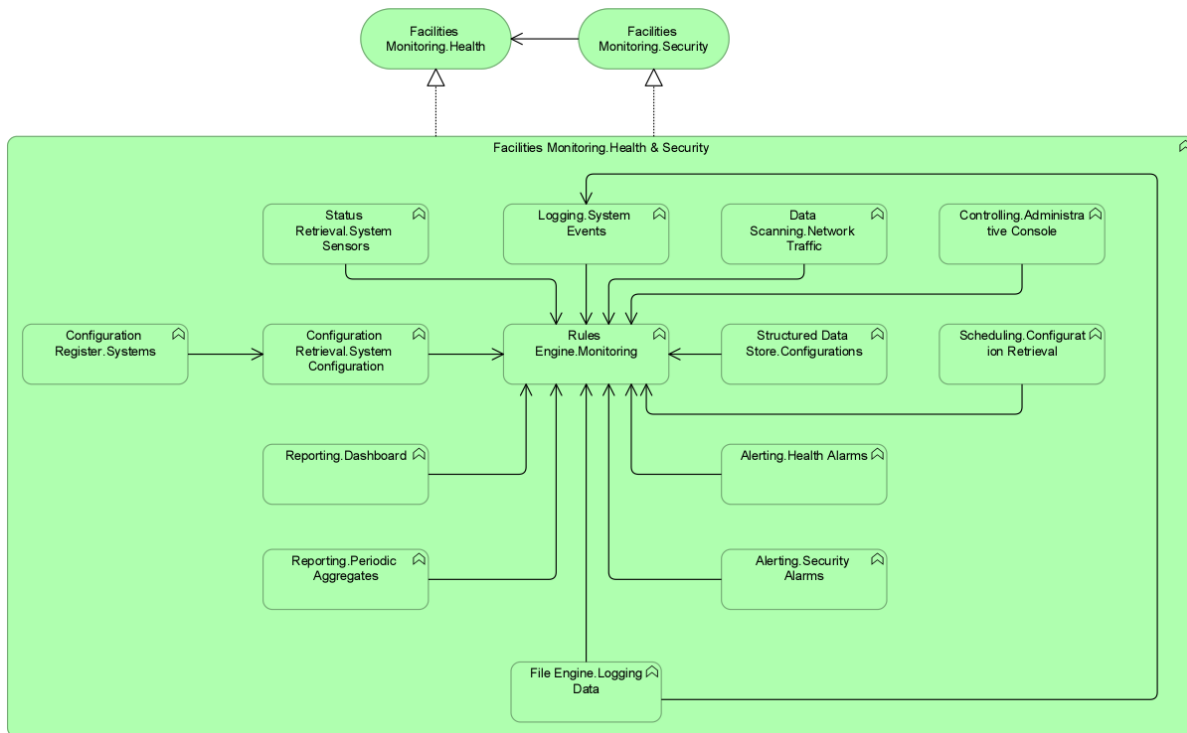 Facilities
Monitoring.Health
Facilities
Monitoring.Security
Facilities Monitoring.Health & Security
Status
Retrieval.System
Sensors
Logging.System
Events
Data
Scanning.Network
Traffic
Controlling.Administra
tive Console
Configuration
Register.Systems
Configuration
Retrieval.System
Configuration
Rules
Engine.Monitoring
Structured Data
Store.Configurations
Scheduling.Configurat
ion Retrieval
Reporting.Dashboard
Alerting.Health Alarms
Reporting.Periodic
Aggregates
Alerting.Security
Alarms
File Engine.Logging
Data